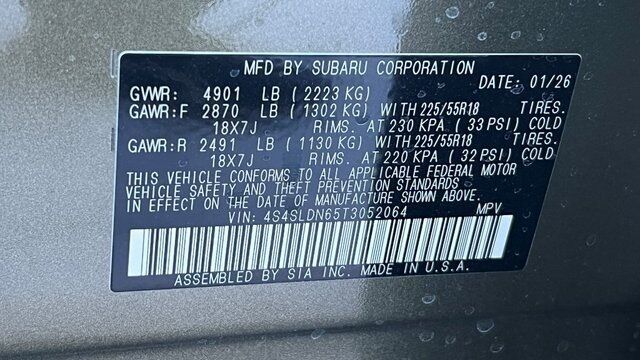 MFD BY SUBARU CORPORATION
DATE: 01/26
GVWR: 4901 LB (2223 KG)
GAWR:F 2870 LB (1302 KG) WITH 225/55R18 TIRES.
18X7J RIMS. AT 230 KPA (33 PSI) COLD
GAWR:R 2491 LB (1130 KG) WITH 225/55R18 TIRES.
18X7J RIMS. AT 220 KPA (32 PSI) COLD
THIS VEHICLE CONFORMS TO ALL APPLICABLE FEDERAL MOTOR
VEHICLE SAFETY AND THEFT PREVENTION STANDARDS
IN EFFECT ON THE DATE OF MANUFACTURE SHOWN ABOVE.
VIN: 4S4SLDN65T3052064 MPV
ASSEMBLED BY SIA INC. MADE IN U.S.A.